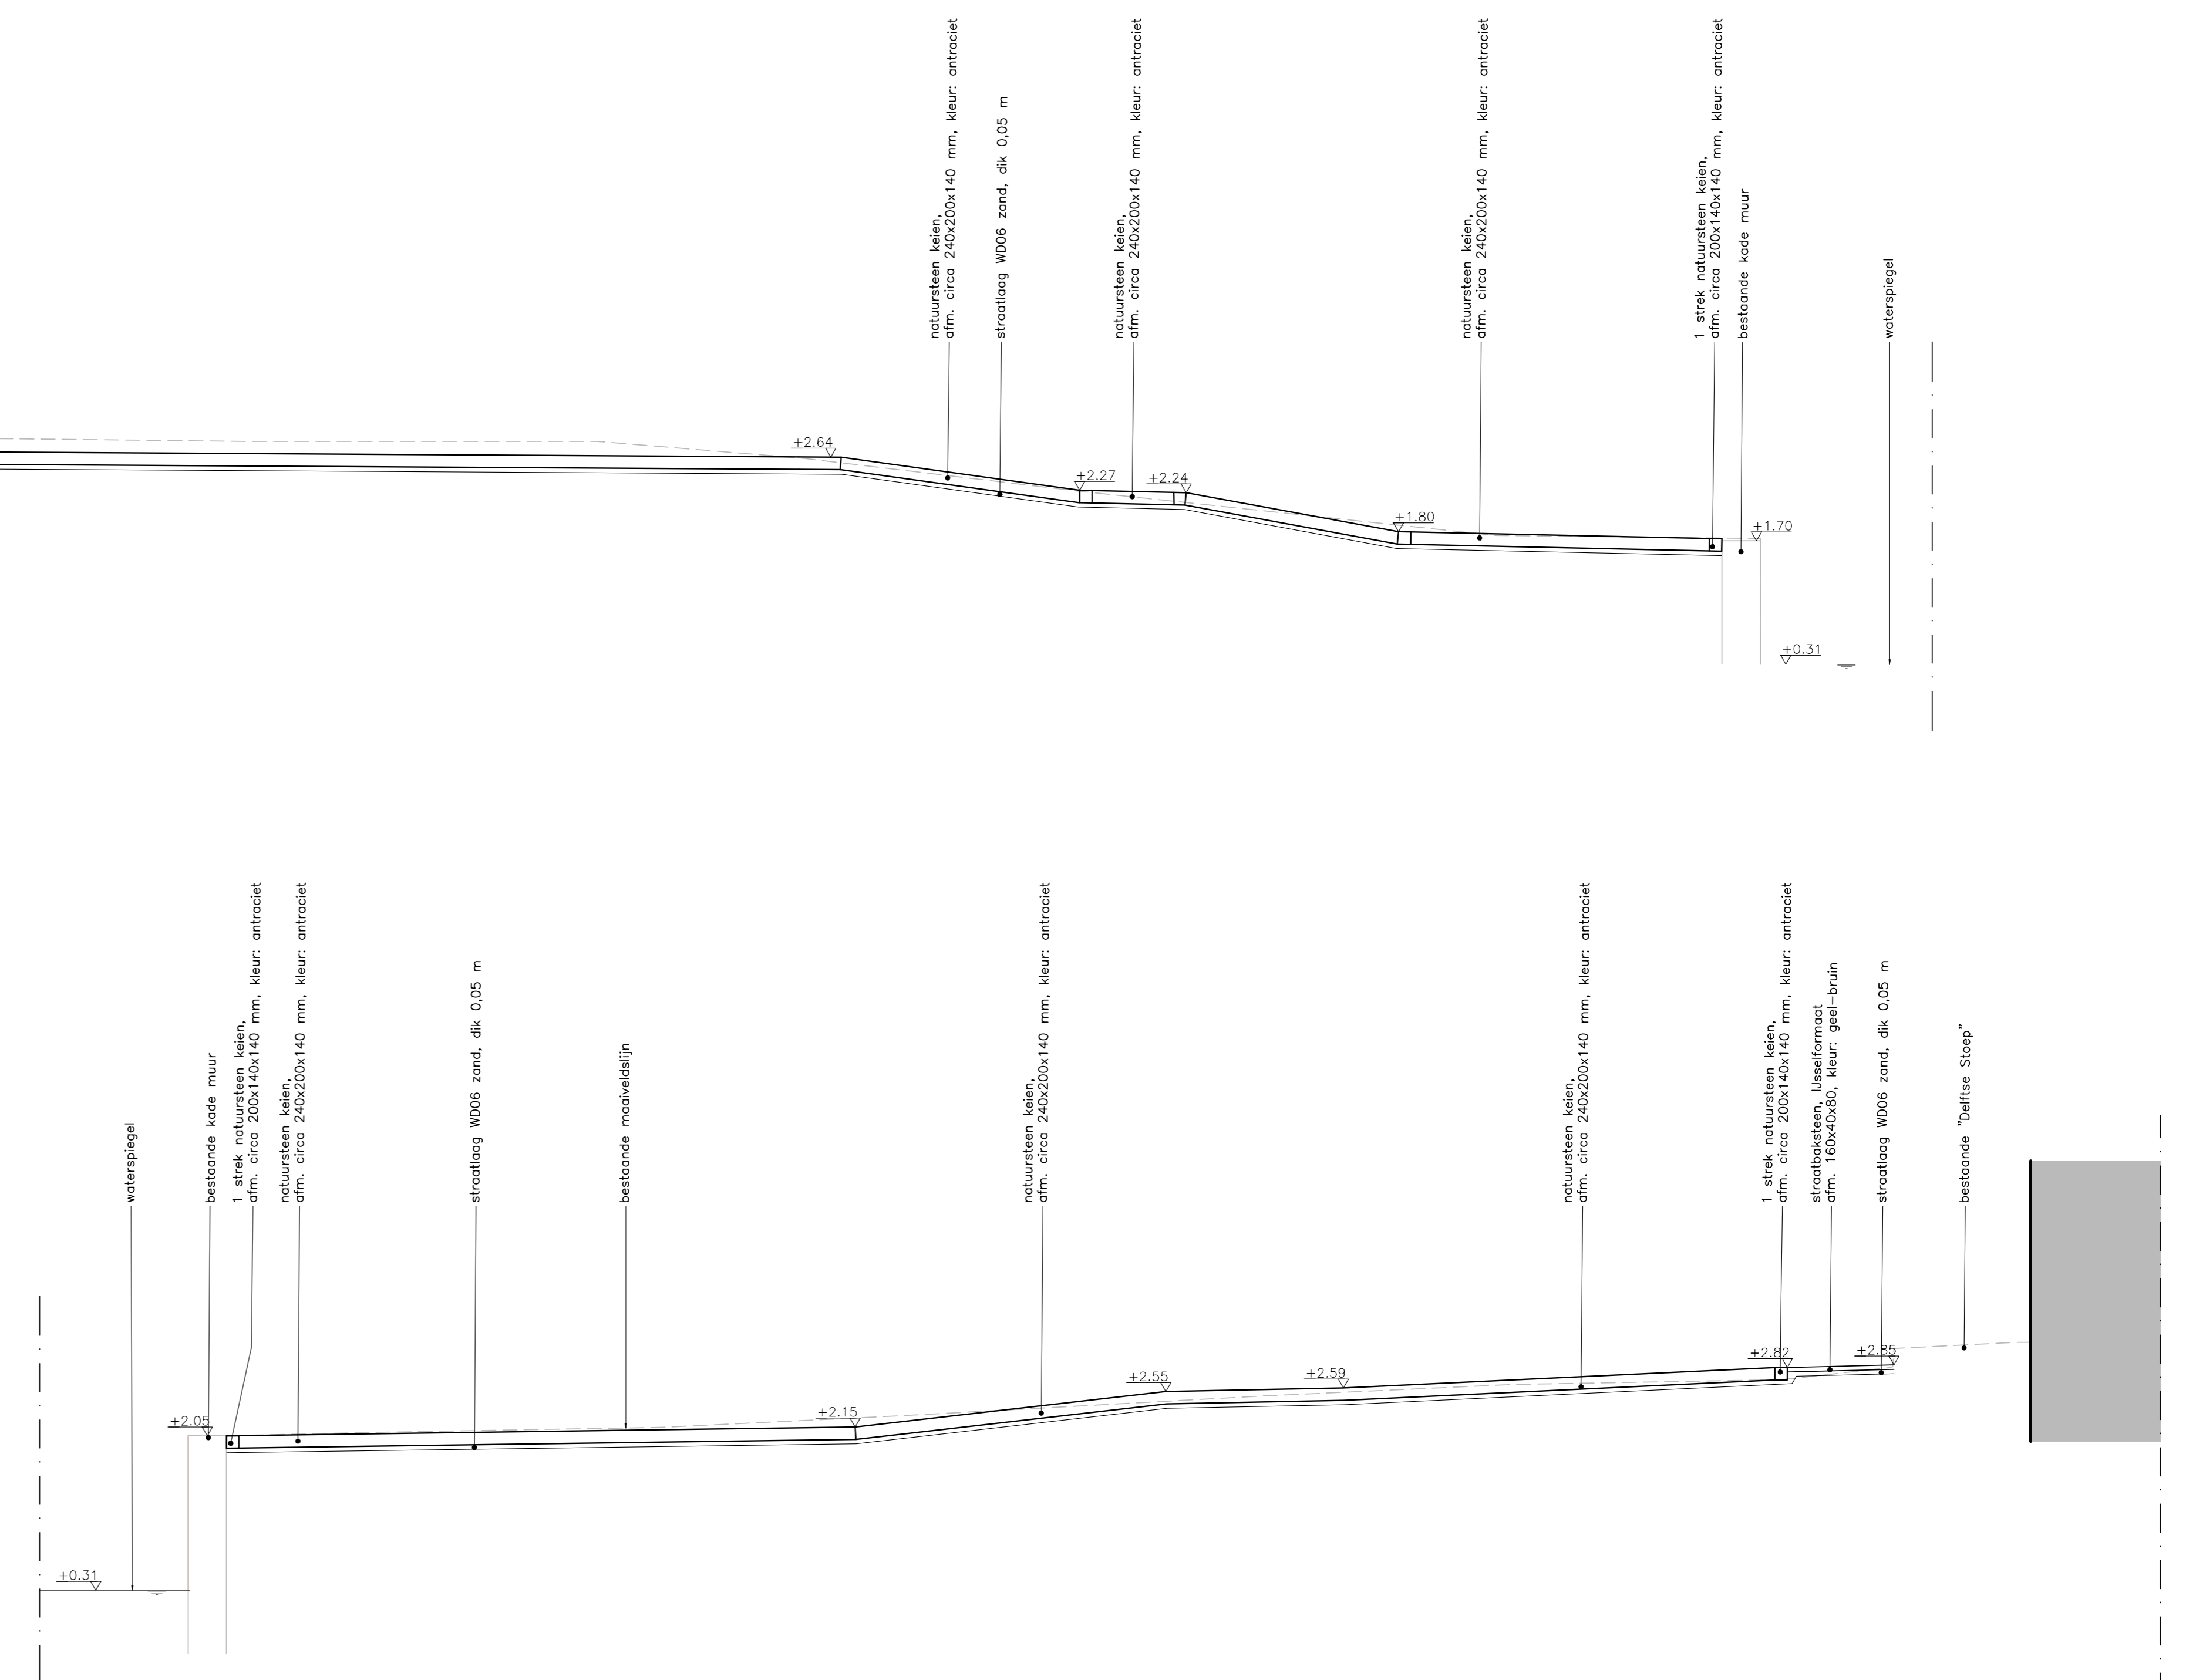 natuursteen keien,
afm. circa 240x200x140 mm, kleur: antraciet
straatlaag WD06 zand, dik 0,05 m
natuursteen keien,
afm. circa 240x200x140 mm, kleur: antraciet
natuursteen keien,
afm. circa 240x200x140 mm, kleur: antraciet
1 strek natuursteen keien,
afm. circa 200x140x140 mm, kleur: antraciet
bestaande kade muur
waterspiegel
+2.64
+2.27
+2.24
+1.80
+1.70
+0.31
waterspiegel
bestaande kade muur
1 strek natuursteen keien,
afm. circa 200x140x140 mm, kleur: antraciet
natuursteen keien,
afm. circa 240x200x140 mm, kleur: antraciet
straatlaag WD06 zand, dik 0,05 m
bestaande maaiveldslijn
natuursteen keien,
afm. circa 240x200x140 mm, kleur: antraciet
natuursteen keien,
afm. circa 240x200x140 mm, kleur: antraciet
1 strek natuursteen keien,
afm. circa 200x140x140 mm, kleur: antraciet
straatbaksteen, IJsselformaat
afm. 160x40x80, kleur: geel-bruin
straatlaag WD06 zand, dik 0,05 m
bestaande "Delftse Stoep"
+2.05
+2.15
+2.55
+2.59
+2.82
+2.85
+0.31